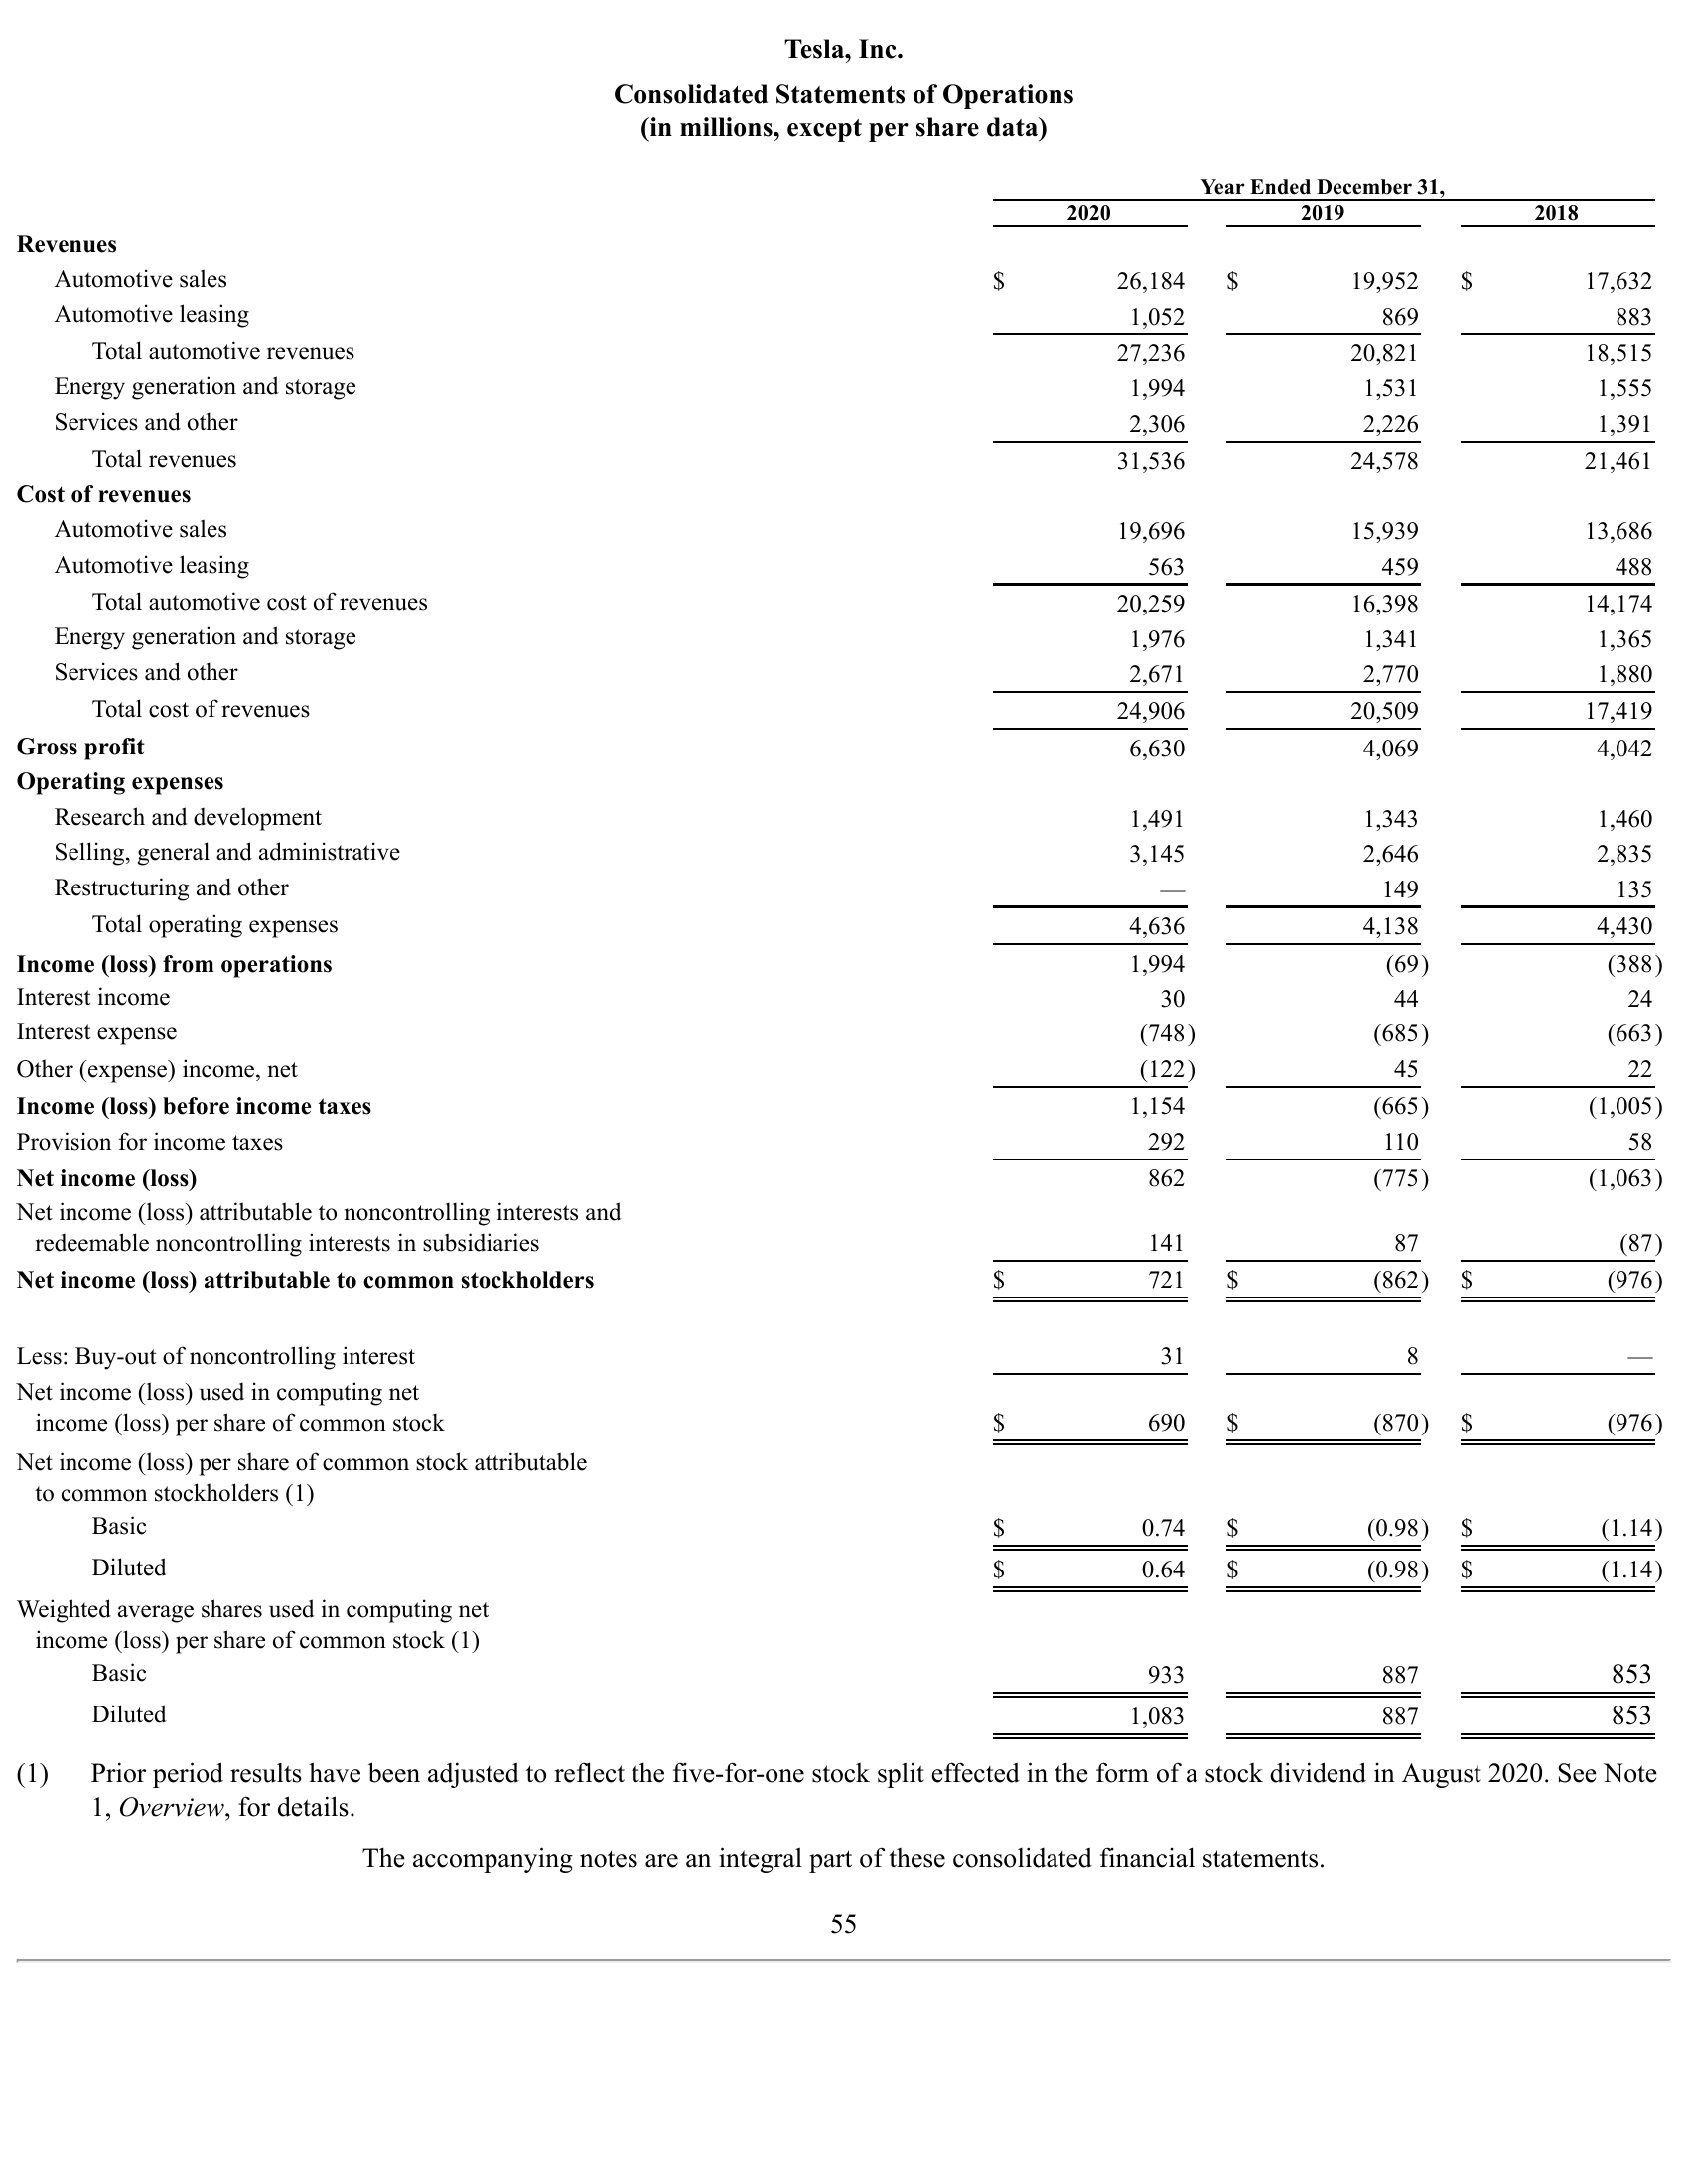 Tesla, Inc.
Consolidated Statements of Operations
(in millions, except per share data)
Year Ended December 31,
2020 2019 2018
Revenues
Automotive sales $ 26,184 $ 19,952 $ 17,632
Automotive leasing 1,052 869 883
Total automotive revenues 27,236 20,821 18,515
Energy generation and storage 1,994 1,531 1,555
Services and other 2,306 2,226 1,391
Total revenues 31,536 24,578 21,461
Cost of revenues
Automotive sales 19,696 15,939 13,686
Automotive leasing 563 459 488
Total automotive cost of revenues 20,259 16,398 14,174
Energy generation and storage 1,976 1,341 1,365
Services and other 2,671 2,770 1,880
Total cost of revenues 24,906 20,509 17,419
Gross profit 6,630 4,069 4,042
Operating expenses
Research and development 1,491 1,343 1,460
Selling, general and administrative 3,145 2,646 2,835
Restructuring and other — 149 135
Total operating expenses 4,636 4,138 4,430
Income (loss) from operations 1,994 (69) (388)
Interest income 30 44 24
Interest expense (748) (685) (663)
Other (expense) income, net (122) 45 22
Income (loss) before income taxes 1,154 (665) (1,005)
Provision for income taxes 292 110 58
Net income (loss) 862 (775) (1,063)
Net income (loss) attributable to noncontrolling interests and
redeemable noncontrolling interests in subsidiaries 141 87 (87)
Net income (loss) attributable to common stockholders $ 721 $ (862) $ (976)
Less: Buy-out of noncontrolling interest 31 8 —
Net income (loss) used in computing net
income (loss) per share of common stock $ 690 $ (870) $ (976)
Net income (loss) per share of common stock attributable
to common stockholders (1)
Basic $ 0.74 $ (0.98) $ (1.14)
Diluted $ 0.64 $ (0.98) $ (1.14)
Weighted average shares used in computing net
income (loss) per share of common stock (1)
Basic 933 887 853
Diluted 1,083 887 853
(1) Prior period results have been adjusted to reflect the five-for-one stock split effected in the form of a stock dividend in August 2020. See Note
1, Overview, for details.
The accompanying notes are an integral part of these consolidated financial statements.
55